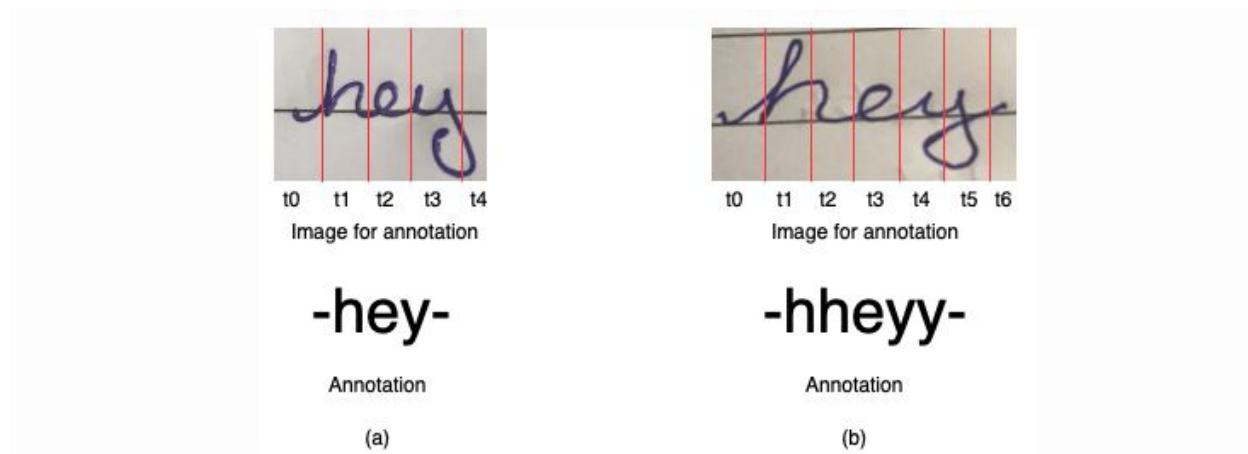 hey hey
t0 t1 t2 t3 t4 t0 t1 t2 t3 t4 t5 t6
Image for annotation Image for annotation
-hey- -hheyy-
Annotation Annotation
(a) (b)